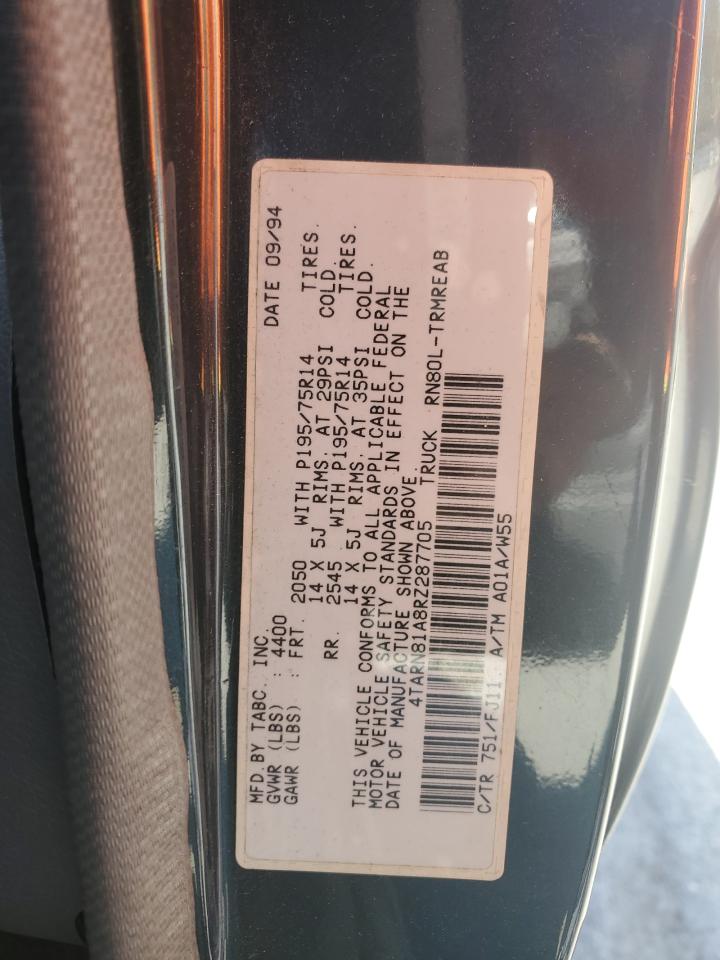 MFD.BY TABC. INC. DATE 09/94
GVWR (LBS) : 4400
GAWR (LBS) : FRT. 2050 WITH P195/75R14 TIRES.
14 X 5J RIMS. AT 29PSI COLD.
RR. 2545 WITH P195/75R14 TIRES.
14 X 5J RIMS. AT 35PSI COLD.
THIS VEHICLE CONFORMS TO ALL APPLICABLE FEDERAL
MOTOR VEHICLE SAFETY STANDARDS IN EFFECT ON THE
DATE OF MANUFACTURE SHOWN ABOVE.
4TARN81A8RZ287705 TRUCK RN80L-TRMREAB
C/TR 751/FJ11 A/TM A01A/W55